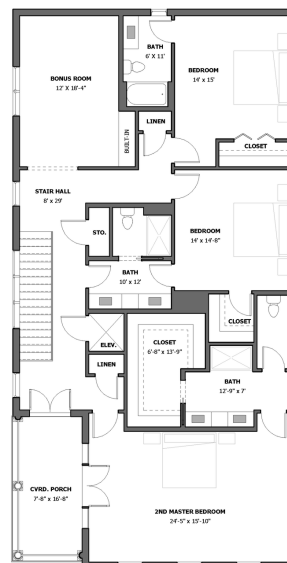 BATH
6' X 11'
BEDROOM
14' x 15'
BONUS ROOM
12' X 18'-4"
LINEN
BUILT-IN
CLOSET
STAIR HALL
8' x 29'
STO.
BEDROOM
14' x 14'-8"
BATH
10' x 12'
CLOSET
ELEV.
CLOSET
6'-8" x 13'-9"
LINEN
BATH
12'-9" x 7'
CVRD. PORCH
7'-8" x 16'-8"
2ND MASTER BEDROOM
24'-5" x 15'-10"